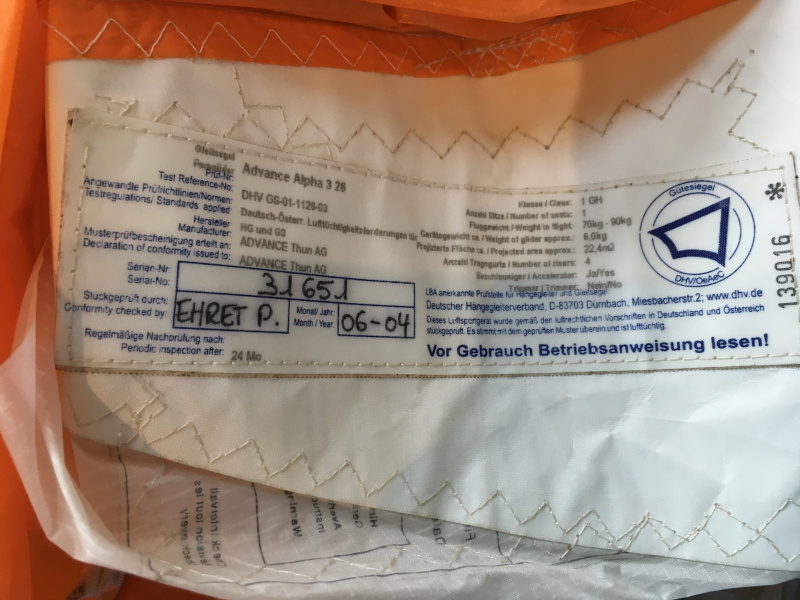 Gleitsegel
Paraglider Advance Alpha 3 26
Prüf-Nr:
Test Reference-No: DHV GS-01-1126-03
Angewandte Prüfrichtlinien/Normen: Deutsch-Österr. Lufttüchtigkeitsforderungen für
Testregulations/ Standards applied HG und GS
Hersteller
Manufacturer: ADVANCE Thun AG
Musterprüfbescheinigung erteilt an:
Declaration of conformity issued to: ADVANCE Thun AG
Serien-Nr:
Serial-No: 31651
Stückgeprüft durch:
Conformity checked by: EHRET P.
Monat/ Jahr:
Month / Year: 06-04
Regelmäßige Nachprüfung nach:
Periodic inspection after: 24 Mo
Klasse / Class: 1 GH
Anzahl Sitze / Number of seats: 1
Fluggewicht / Weight in flight: 70kg - 90kg
Gerätegewicht ca. / Weight of glider approx.: 6.0kg
Projizierte Fläche ca. / Projected area approx.: 22,4m2
Anzahl Tragegurte / Number of risers: 4
Beschleuniger / Accelerator: Ja/Yes
Trimmer / Trimmer: Nein/No
LBA anerkannte Prüfstelle für Hängegleiter und Gleitsegel
Deutscher Hängegleiterverband, D-83703 Dürnbach, Miesbacherstr.2; www.dhv.de
Dieses Luftsportgerät wurde gemäß den luftrechtlichen Vorschriften in Deutschland und Österreich
stückgeprüft. Es stimmt mit dem geprüften Muster überein und ist lufttüchtig.
Vor Gebrauch Betriebsanweisung lesen!
Gütesiegel
DHV/OeAeC
139016 *